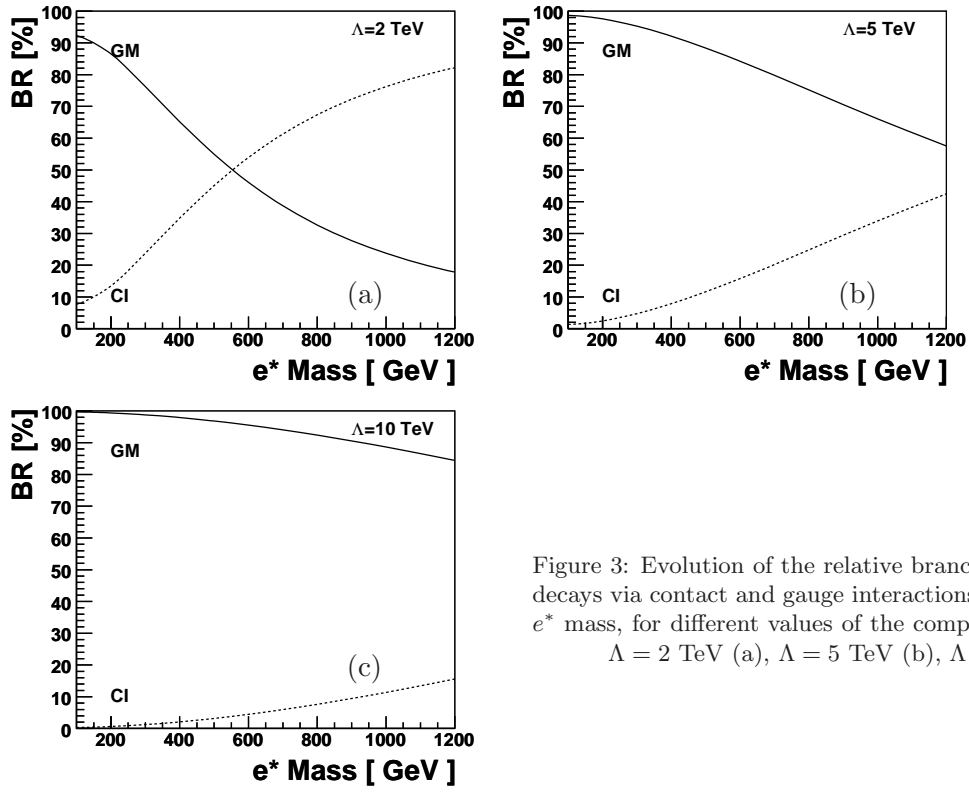 BR [%]
100
90
80
70
60
50
40
30
20
10
0
Λ=2 TeV
GM
CI
(a)
200 400 600 800 1000 1200
e* Mass [ GeV ]
BR [%]
100
90
80
70
60
50
40
30
20
10
0
Λ=5 TeV
GM
CI
(b)
200 400 600 800 1000 1200
e* Mass [ GeV ]
BR [%]
100
90
80
70
60
50
40
30
20
10
0
Λ=10 TeV
GM
CI
(c)
200 400 600 800 1000 1200
e* Mass [ GeV ]
Figure 3: Evolution of the relative branc
decays via contact and gauge interactions
e* mass, for different values of the comp
Λ = 2 TeV (a), Λ = 5 TeV (b), Λ